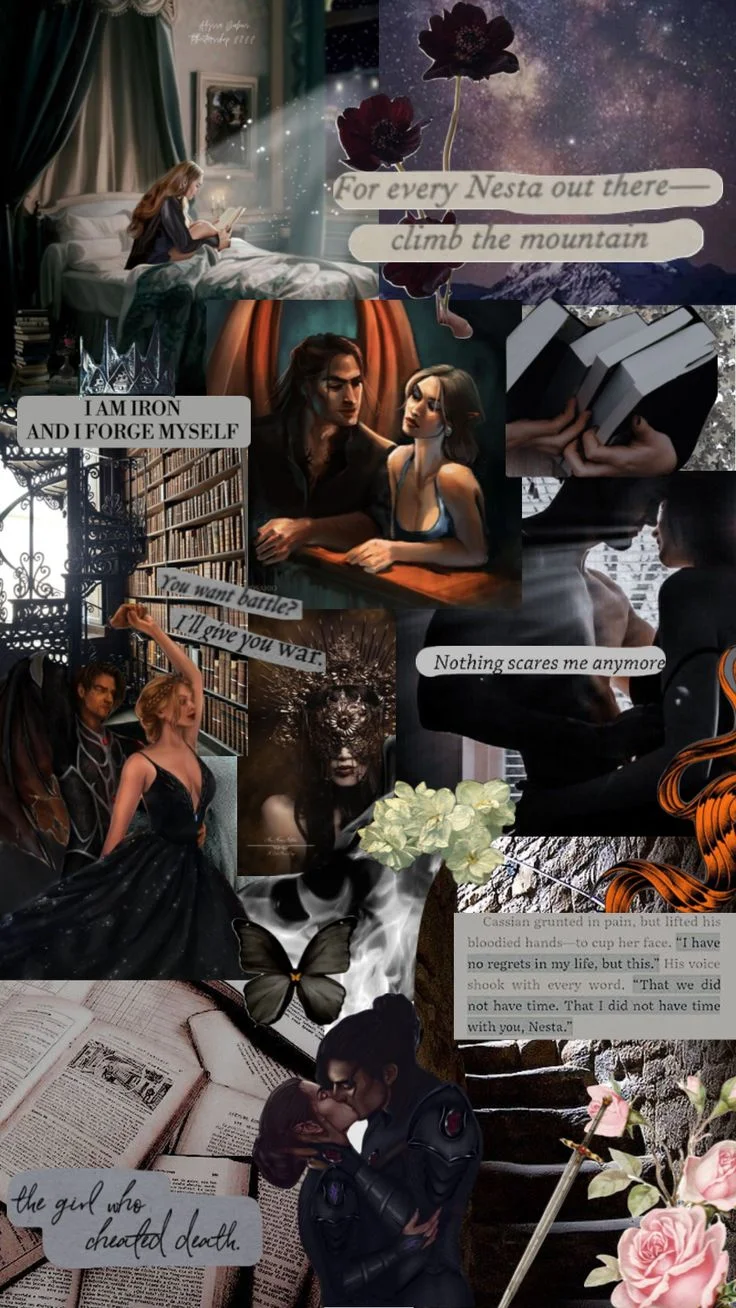 For every Nesta out there—
climb the mountain
I AM IRON
AND I FORGE MYSELF
You want battle?
I'll give you war.
Nothing scares me anymore
Cassian grunted in pain, but lifted his
bloodied hands—to cup her face. “I have
no regrets in my life, but this.” His voice
shook with every word. “That we did
not have time. That I did not have time
with you, Nesta.”
the girl who
cheated death.